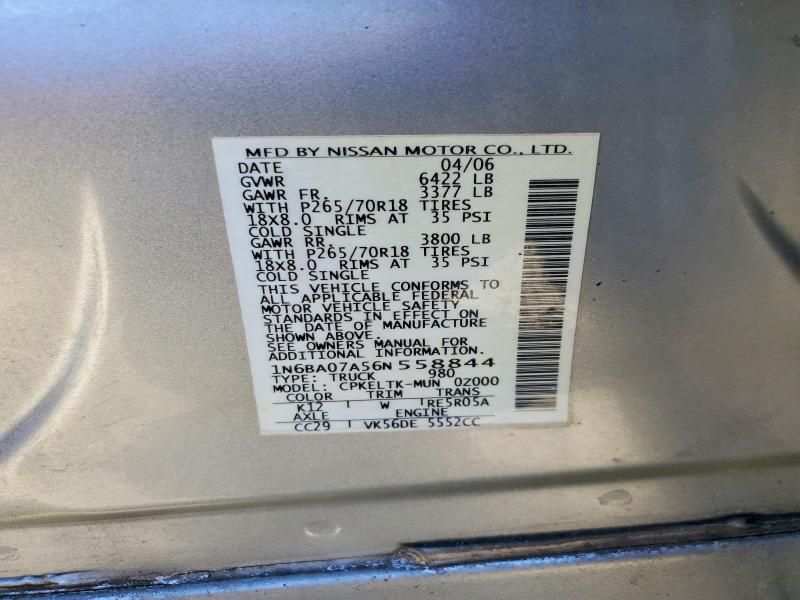 MFD BY NISSAN MOTOR CO., LTD.
DATE 04/06
GVWR 6422 LB
GAWR FR. 3377 LB
WITH P265/70R18 TIRES
18X8.0 RIMS AT 35 PSI
COLD SINGLE
GAWR RR. 3800 LB
WITH P265/70R18 TIRES
18X8.0 RIMS AT 35 PSI
COLD SINGLE
THIS VEHICLE CONFORMS TO
ALL APPLICABLE FEDERAL
MOTOR VEHICLE SAFETY
STANDARDS IN EFFECT ON
THE DATE OF MANUFACTURE
SHOWN ABOVE.
SEE OWNERS MANUAL FOR
ADDITIONAL INFORMATION.
1N6BA07A56N558844
TYPE: TRUCK 980
MODEL: CPKELTK-MUN 0Z000
COLOR TRIM TRANS
K12 W RE5R05A
AXLE ENGINE
CC29 VK56DE 5552CC